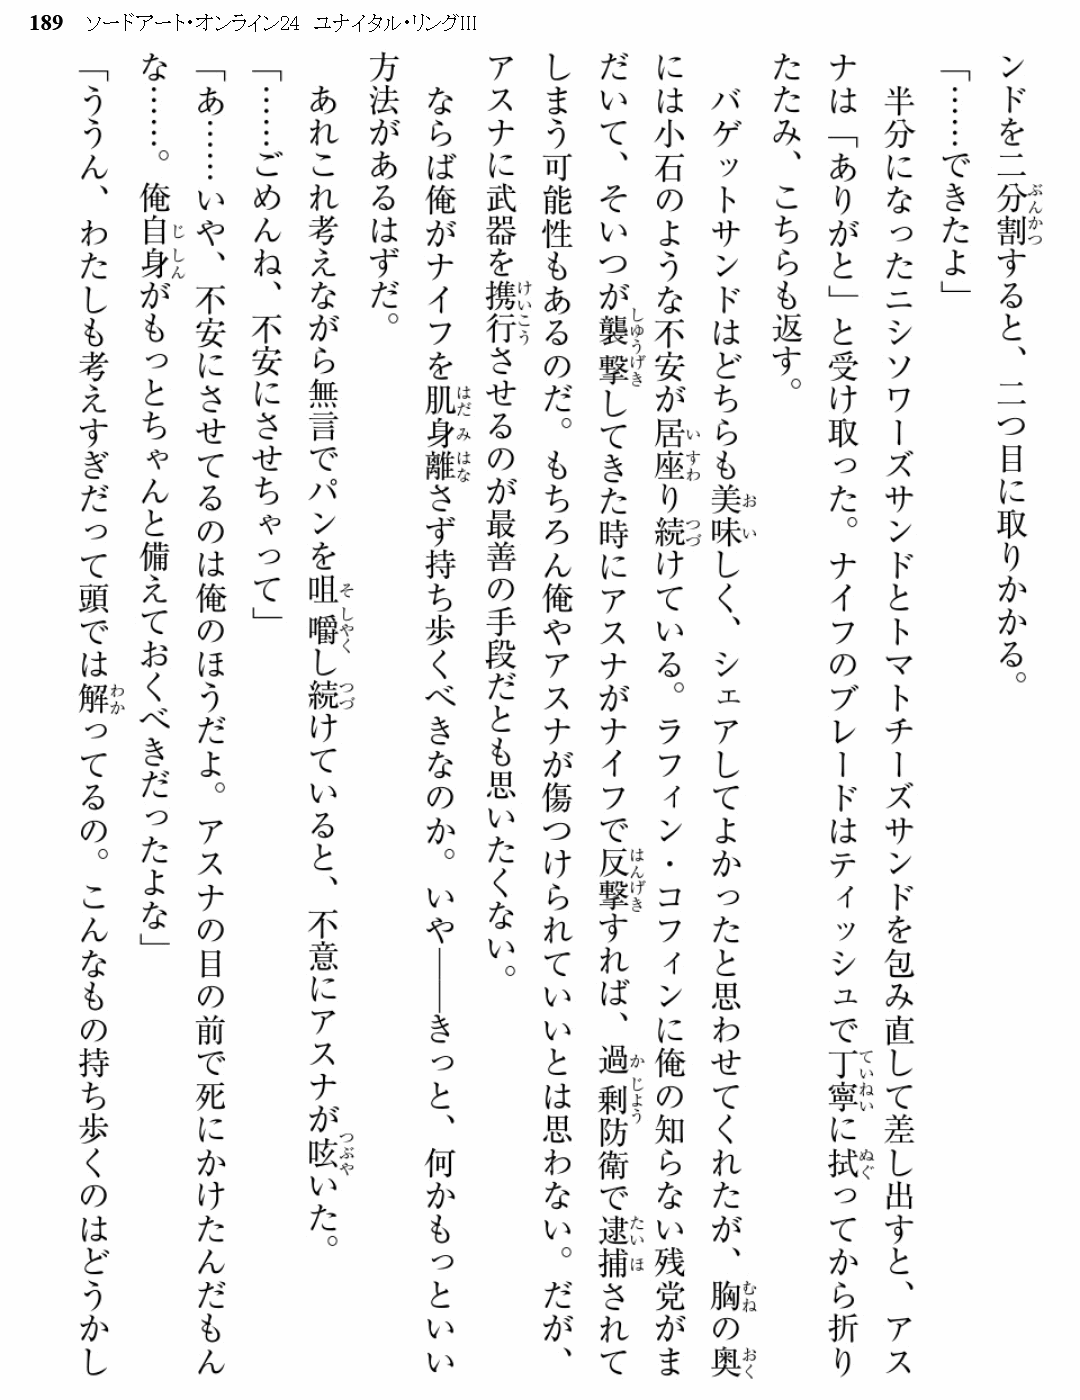 189 ソードアート・オンライン24 ユナイタル・リングIII
ンドを二分割すると、二つ目に取りかかる。
「……できたよ」
半分になったニシソワーズサンドとトマトチーズサンドを包み直して差し出すと、アス
ナは「ありがと」と受け取った。ナイフのブレードはティッシュで丁寧に拭ってから折り
たたみ、こちらも返す。
バゲットサンドはどちらも美味しく、シェアしてよかったと思わせてくれたが、胸の奥
には小石のような不安が居座り続けている。ラフィン・コフィンに俺の知らない残党がま
だいて、そいつが襲撃してきた時にアスナがナイフで反撃すれば、過剰防衛で逮捕されて
しまう可能性もあるのだ。もちろん俺やアスナが傷つけられていいとは思わない。だが、
アスナに武器を携行させるのが最善の手段だとも思いたくない。
ならば俺がナイフを肌身離さず持ち歩くべきなのか。いや――きっと、何かもっといい
方法があるはずだ。
あれこれ考えながら無言でパンを咀嚼し続けていると、不意にアスナが呟いた。
「……ごめんね、不安にさせちゃって」
「あ……いや、不安にさせてるのは俺のほうだよ。アスナの目の前で死にかけたんだもん
な……。俺自身がもっとちゃんと備えておくべきだったよな」
「ううん、わたしも考えすぎだって頭では解ってるの。こんなもの持ち歩くのはどうかし